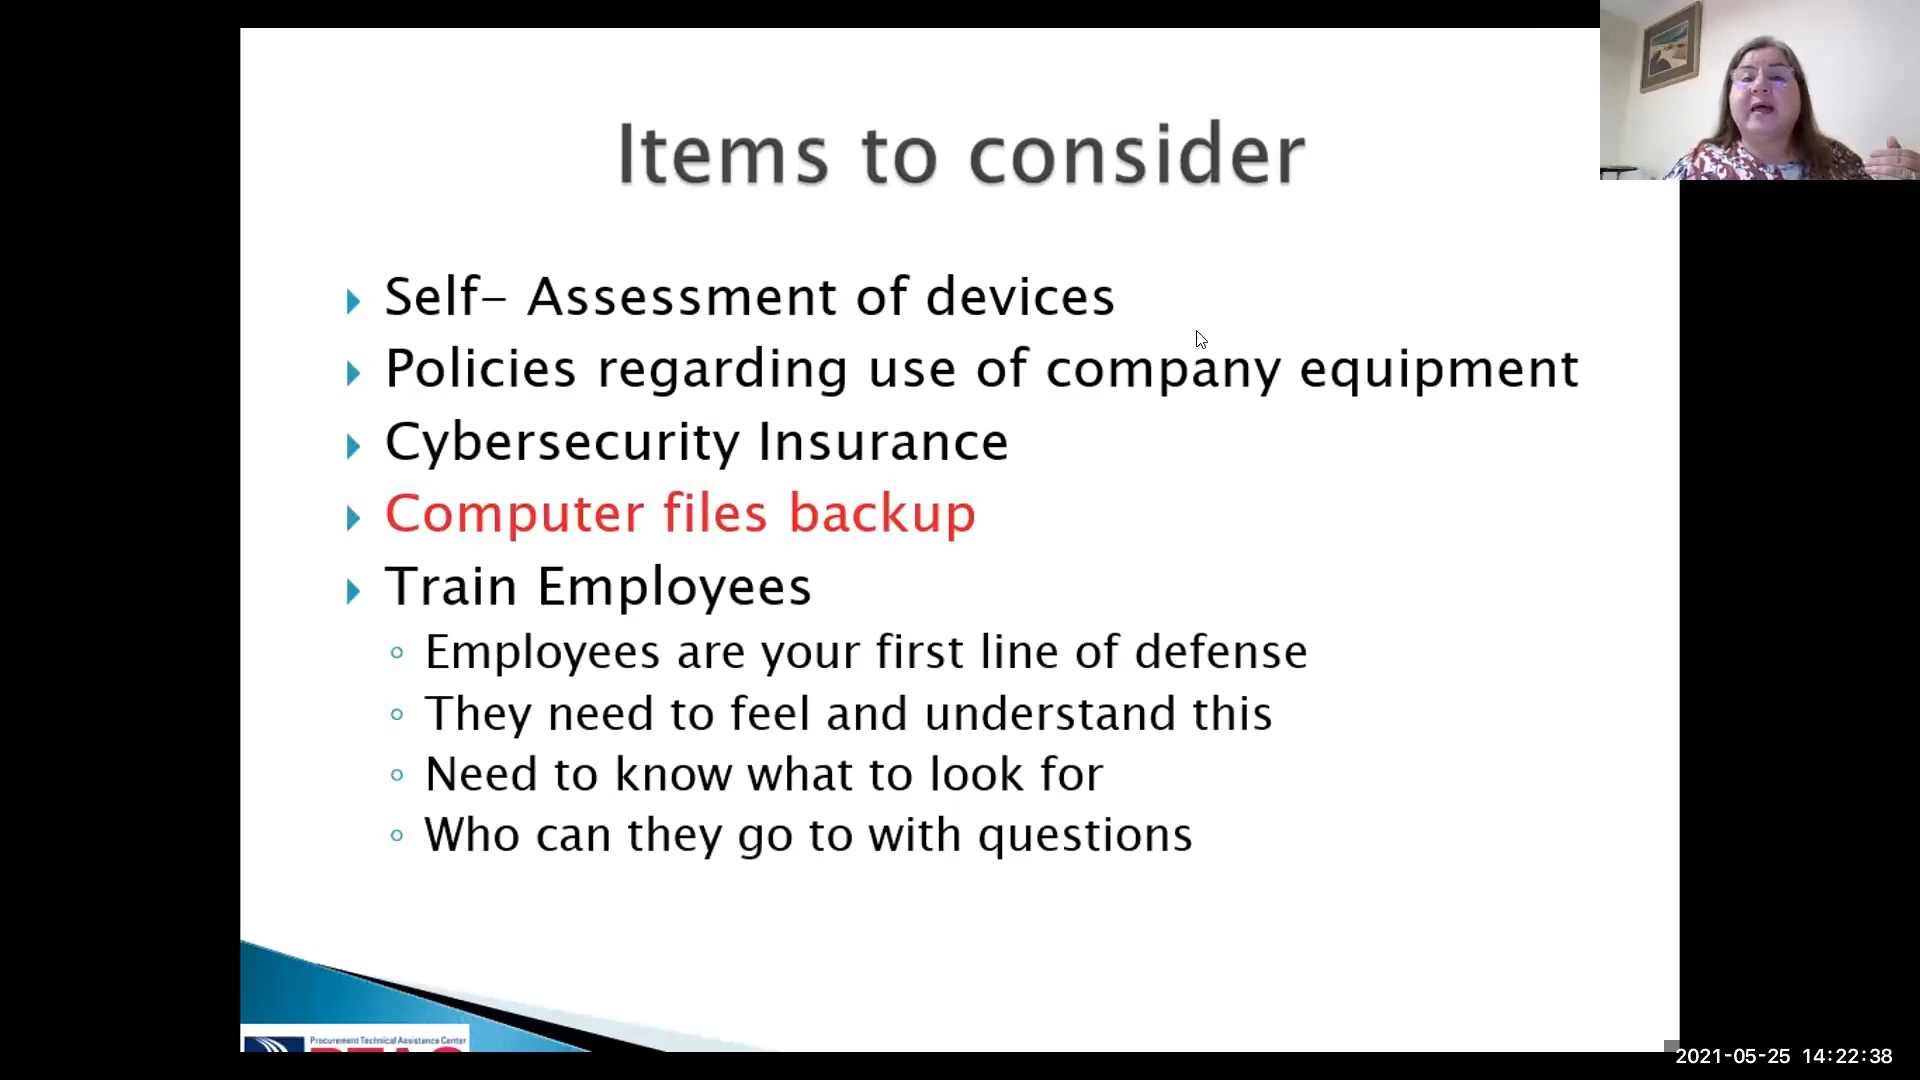 Items to consider
Self- Assessment of devices
Policies regarding use of company equipment
Cybersecurity Insurance
Computer files backup
Train Employees
Employees are your first line of defense
They need to feel and understand this
Need to know what to look for
Who can they go to with questions
Procurement Technical Assistance Center
PTAC
2021-05-25 14:22:38